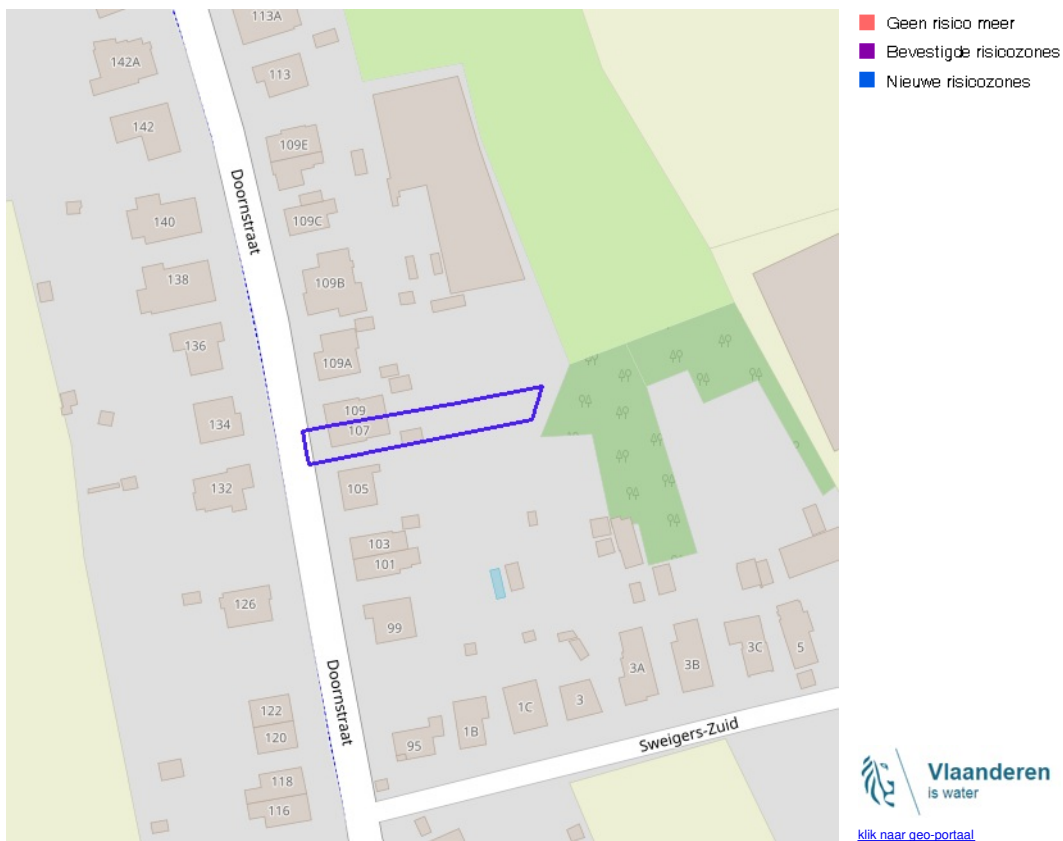 113A
142A
113
142
109E
Doornstraat
140
109C
138
109B
136
109A
109
107
134
132
105
103
101
126
99
Doornstraat
3A
3B
3C
5
122
1C
3
1B
120
95
Sweigers-Zuid
118
116
Geen risico meer
Bevestigde risicozones
Nieuwe risicozones
Vlaanderen
is water
klik naar geo-portaal